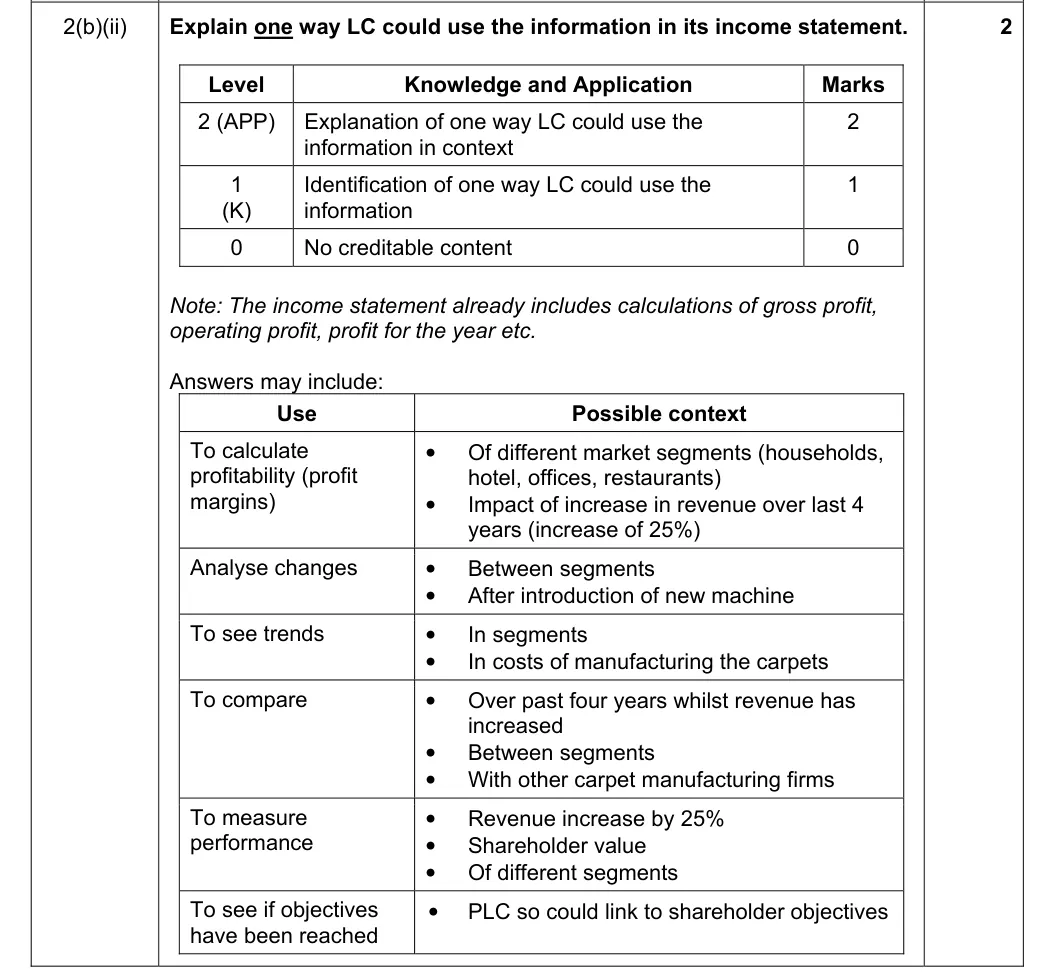 2(b)(ii)
Explain one way LC could use the information in its income statement.
2
Level
Knowledge and Application
Marks
2 (APP)
Explanation of one way LC could use the
information in context
2
1
(K)
Identification of one way LC could use the
information
1
0
No creditable content
0
Note: The income statement already includes calculations of gross profit,
operating profit, profit for the year etc.
Answers may include:
Use
Possible context
To calculate
profitability (profit
margins)
• Of different market segments (households,
hotel, offices, restaurants)
• Impact of increase in revenue over last 4
years (increase of 25%)
Analyse changes
• Between segments
• After introduction of new machine
To see trends
• In segments
• In costs of manufacturing the carpets
To compare
• Over past four years whilst revenue has
increased
• Between segments
• With other carpet manufacturing firms
To measure
performance
• Revenue increase by 25%
• Shareholder value
• Of different segments
To see if objectives
have been reached
• PLC so could link to shareholder objectives